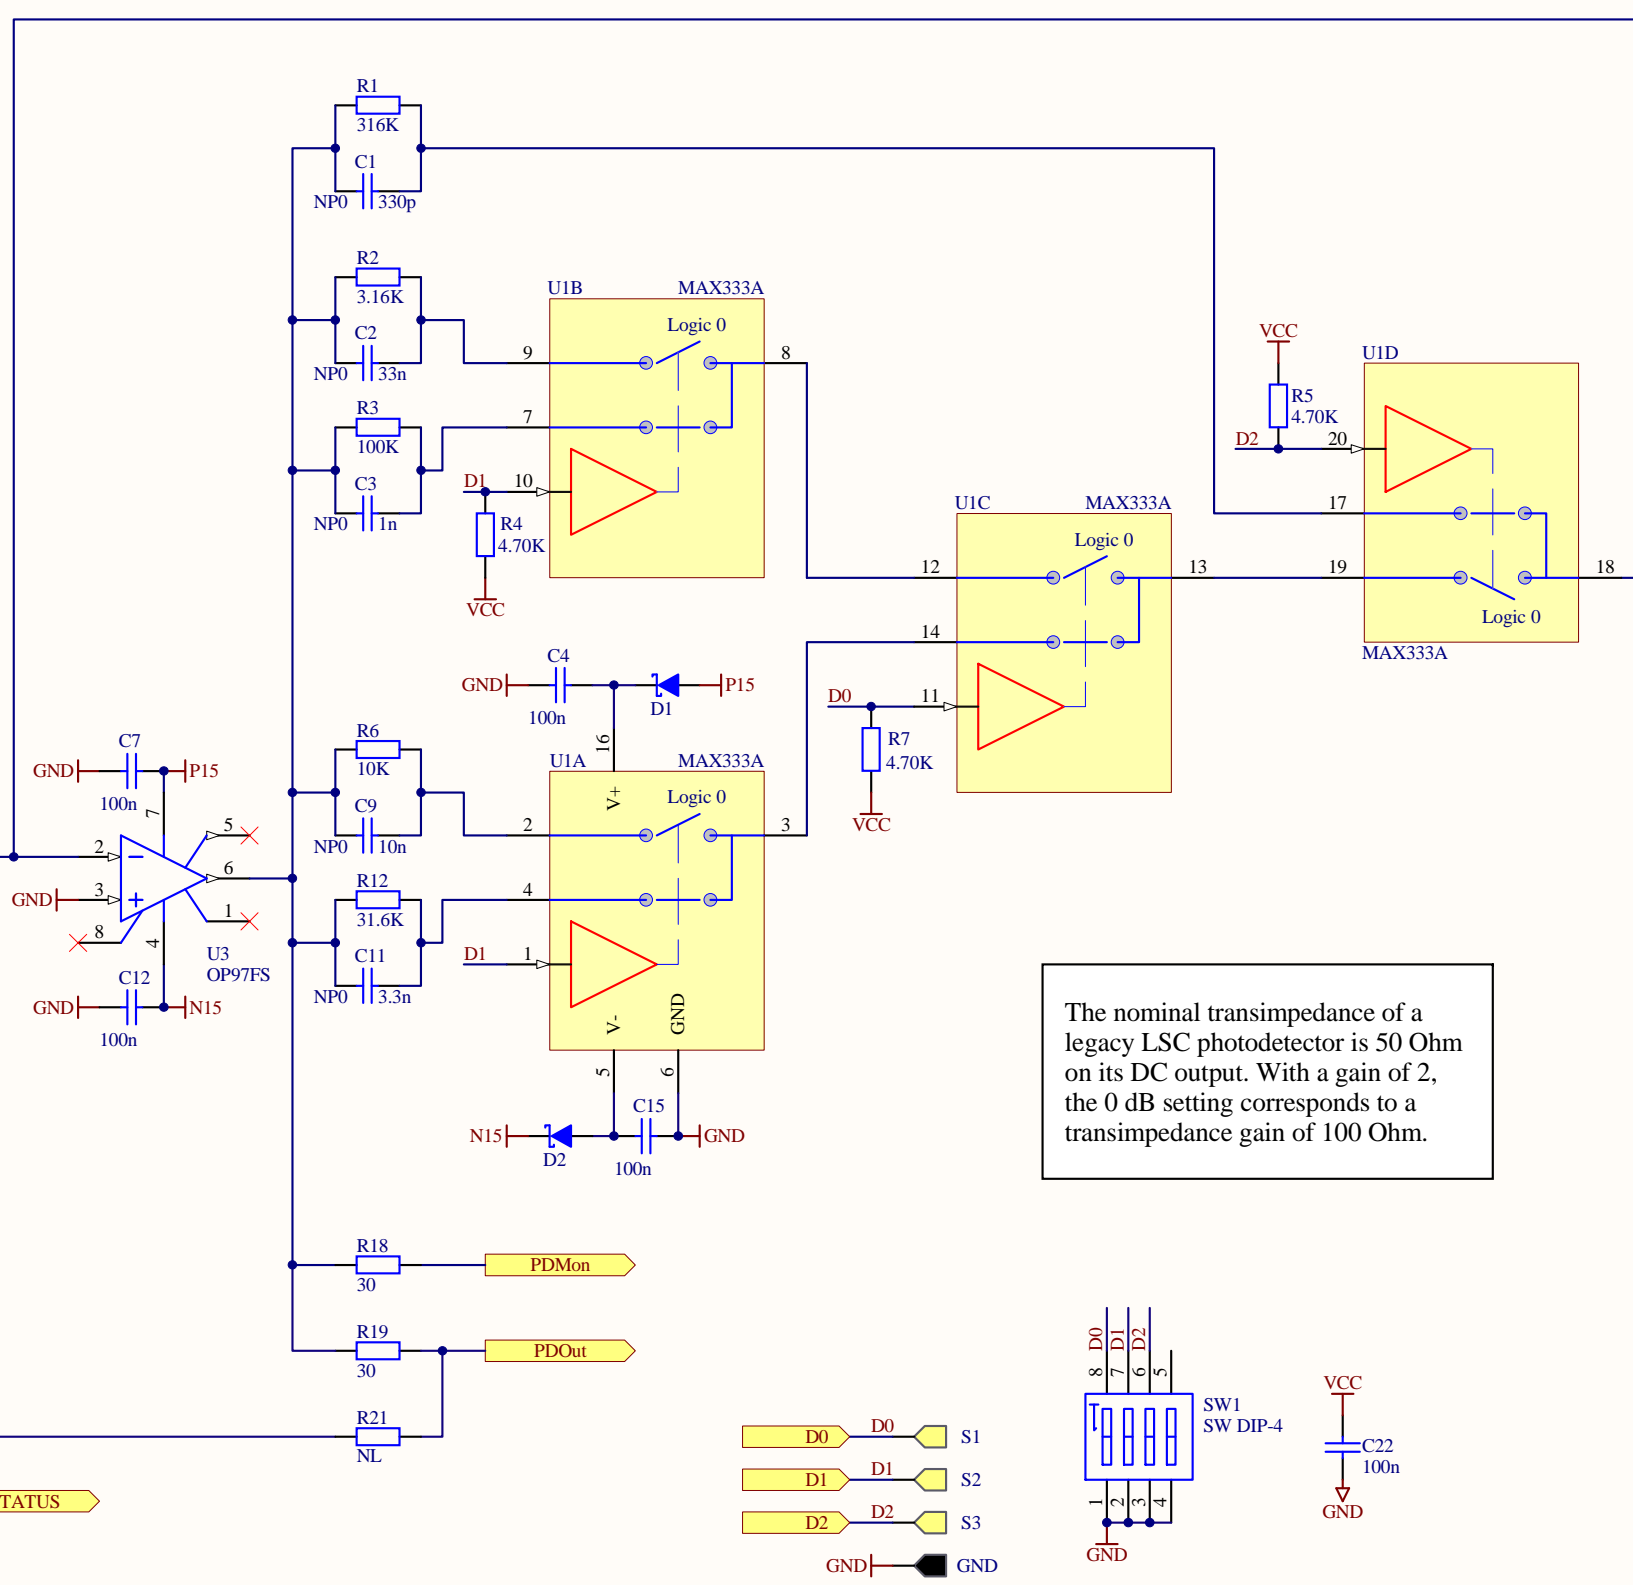 R1
316K
C1
NP0 330p
R2
3.16K
C2
NP0 33n
R3
100K
C3
NP0 1n
U1B MAX333A
Logic 0
9
8
7
D1 10
R4
4.70K
VCC
VCC
R5
4.70K
D2 20
U1D
17
19
18
Logic 0
MAX333A
U1C MAX333A
Logic 0
12
13
14
D0 11
R7
4.70K
VCC
C4
GND P15
100n D1
16
U1A MAX333A
V+
Logic 0
2
3
4
D1 1
V-
GND
5
6
C15
N15 GND
D2
100n
R6
10K
C9
NP0 10n
R12
31.6K
C11
NP0 3.3n
C7
GND P15
100n
7
2
5
6
GND 3
1
8
4
U3
OP97FS
C12
GND N15
100n
The nominal transimpedance of a
legacy LSC photodetector is 50 Ohm
on its DC output. With a gain of 2,
the 0 dB setting corresponds to a
transimpedance gain of 100 Ohm.
R18
30
PDMon
R19
30
PDOut
R21
NL
TATUS
D0 D0 S1
D1 D1 S2
D2 D2 S3
GND GND
D0 D1 D2
8 7 6 5
SW1
SW DIP-4
1 2 3 4
GND
VCC
C22
100n
GND